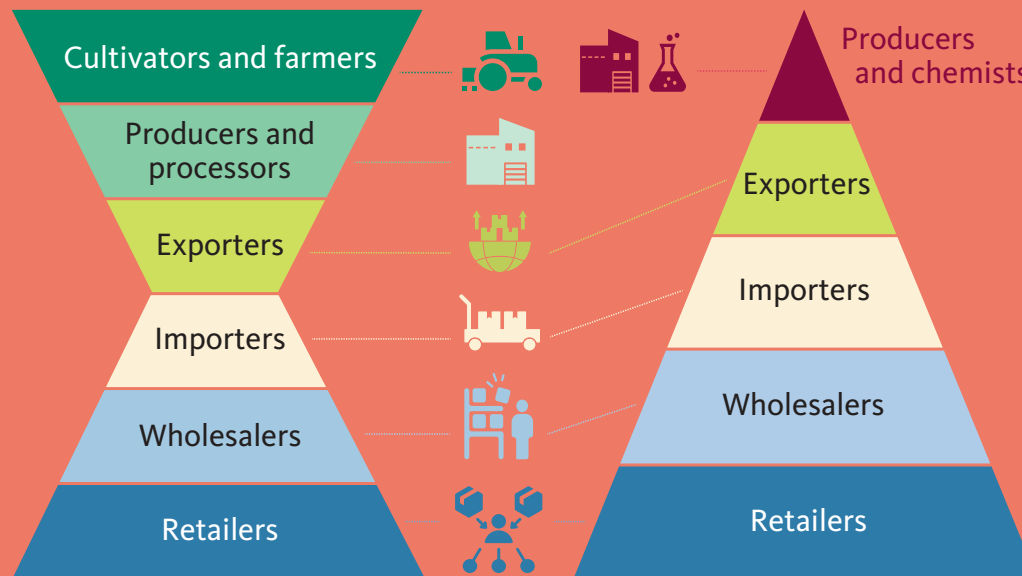 Cultivators and farmers
Producers and
processors
Exporters
Importers
Wholesalers
Retailers
Producers
and chemists
Exporters
Importers
Wholesalers
Retailers